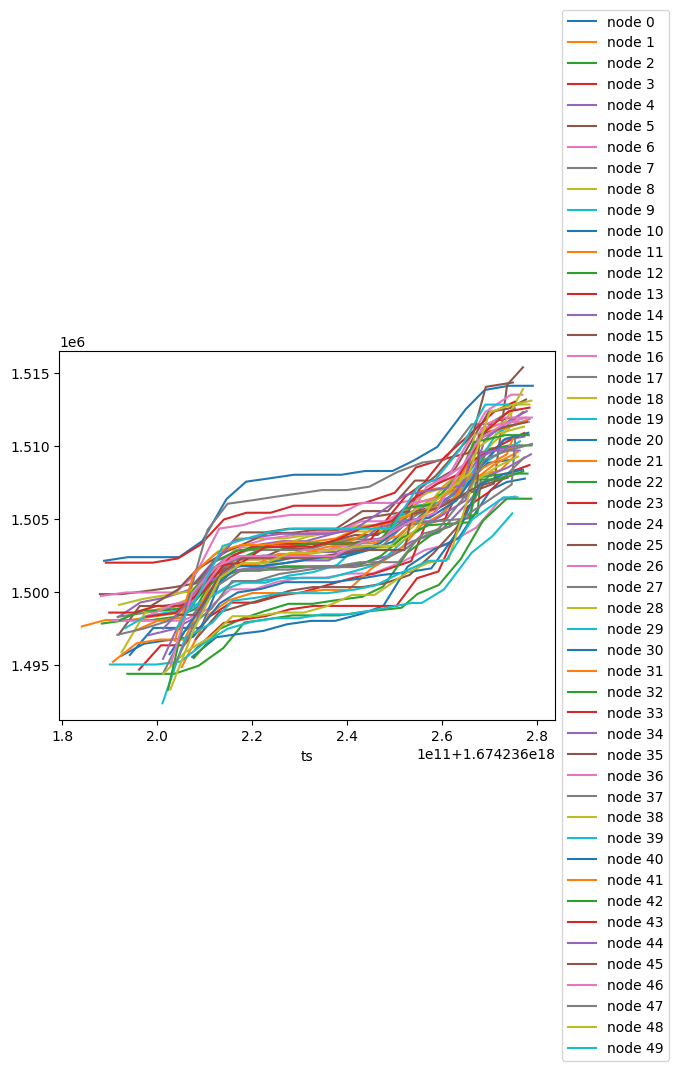 node 0
node 1
node 2
node 3
node 4
node 5
node 6
node 7
node 8
node 9
node 10
node 11
node 12
node 13
node 14
node 15
node 16
node 17
node 18
node 19
node 20
node 21
node 22
node 23
node 24
node 25
node 26
node 27
node 28
node 29
node 30
node 31
node 32
node 33
node 34
node 35
node 36
node 37
node 38
node 39
node 40
node 41
node 42
node 43
node 44
node 45
node 46
node 47
node 48
node 49
1e6
1.515
1.510
1.505
1.500
1.495
1.8 2.0 2.2 2.4 2.6 2.8
ts
1e11+1.674236e18